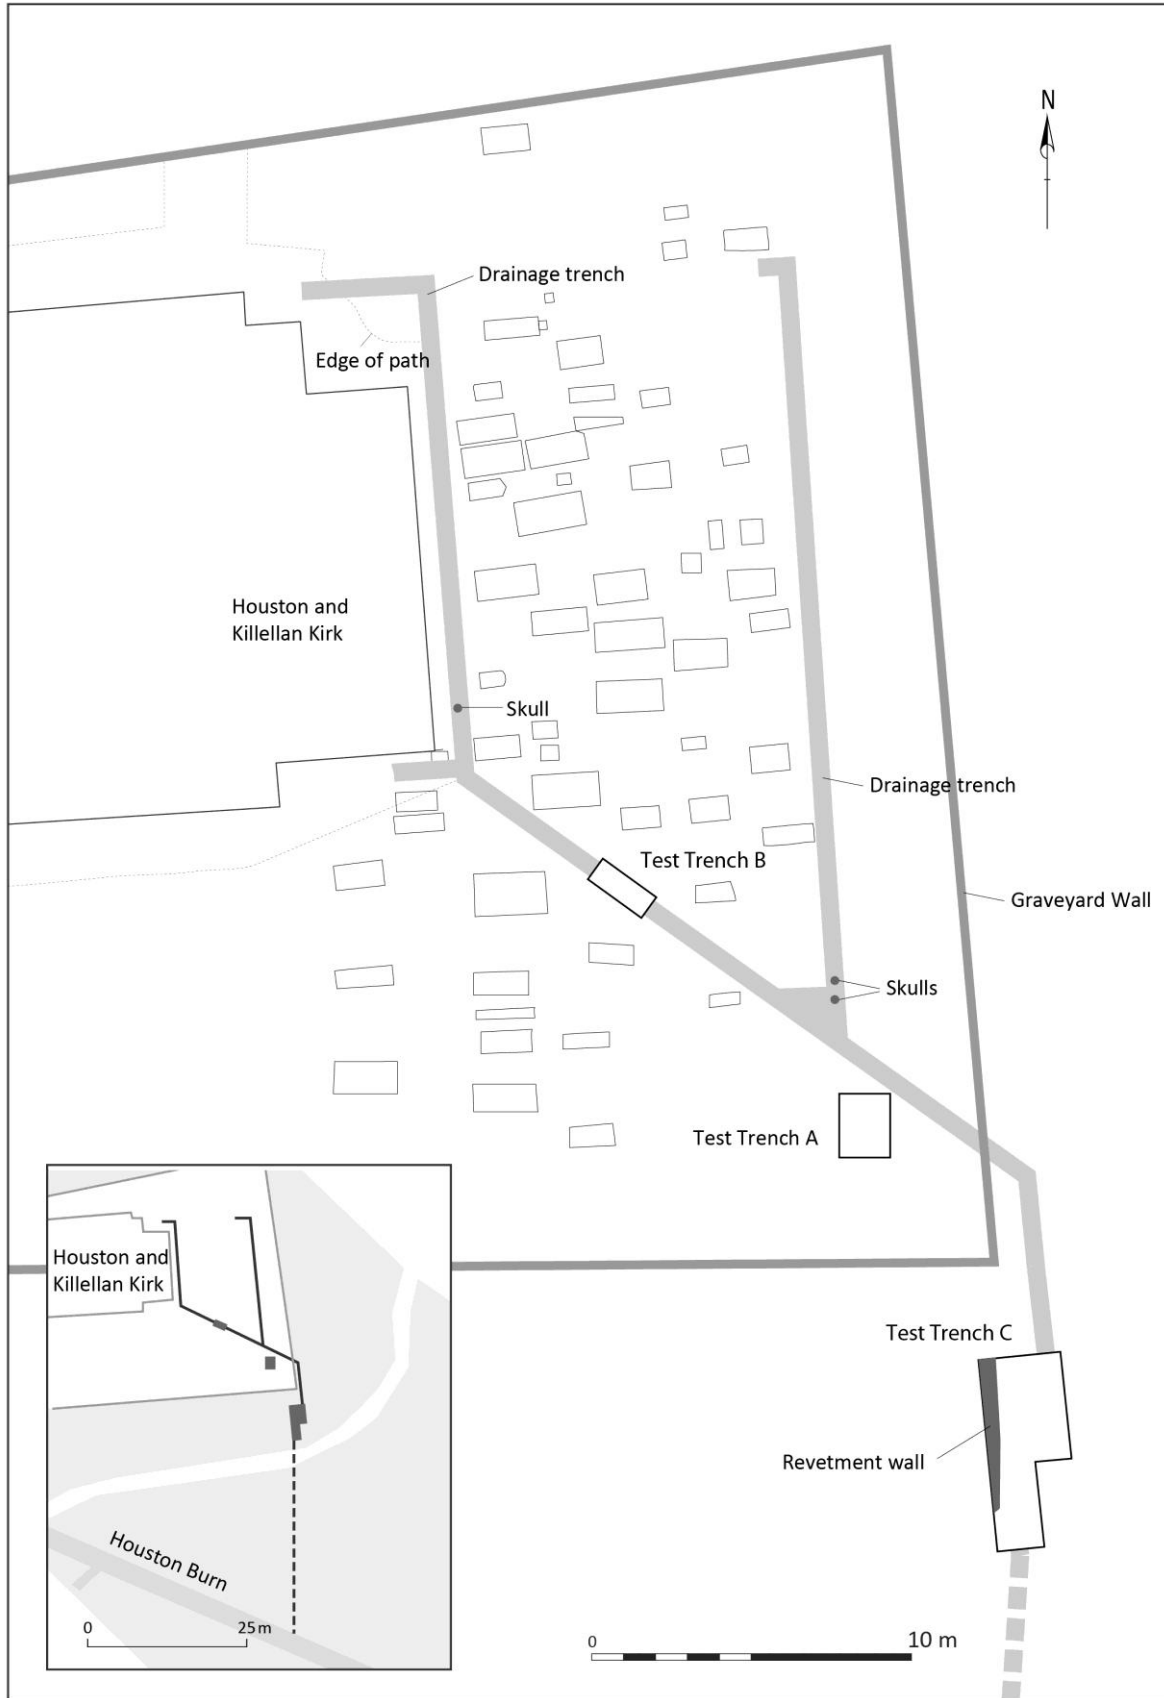 N
Drainage trench
Edge of path
Houston and
Killellan Kirk
Skull
Drainage trench
Test Trench B
Graveyard Wall
Skulls
Test Trench A
Houston and
Killellan Kirk
Test Trench C
Revetment wall
Houston Burn
0 25 m
0 10 m